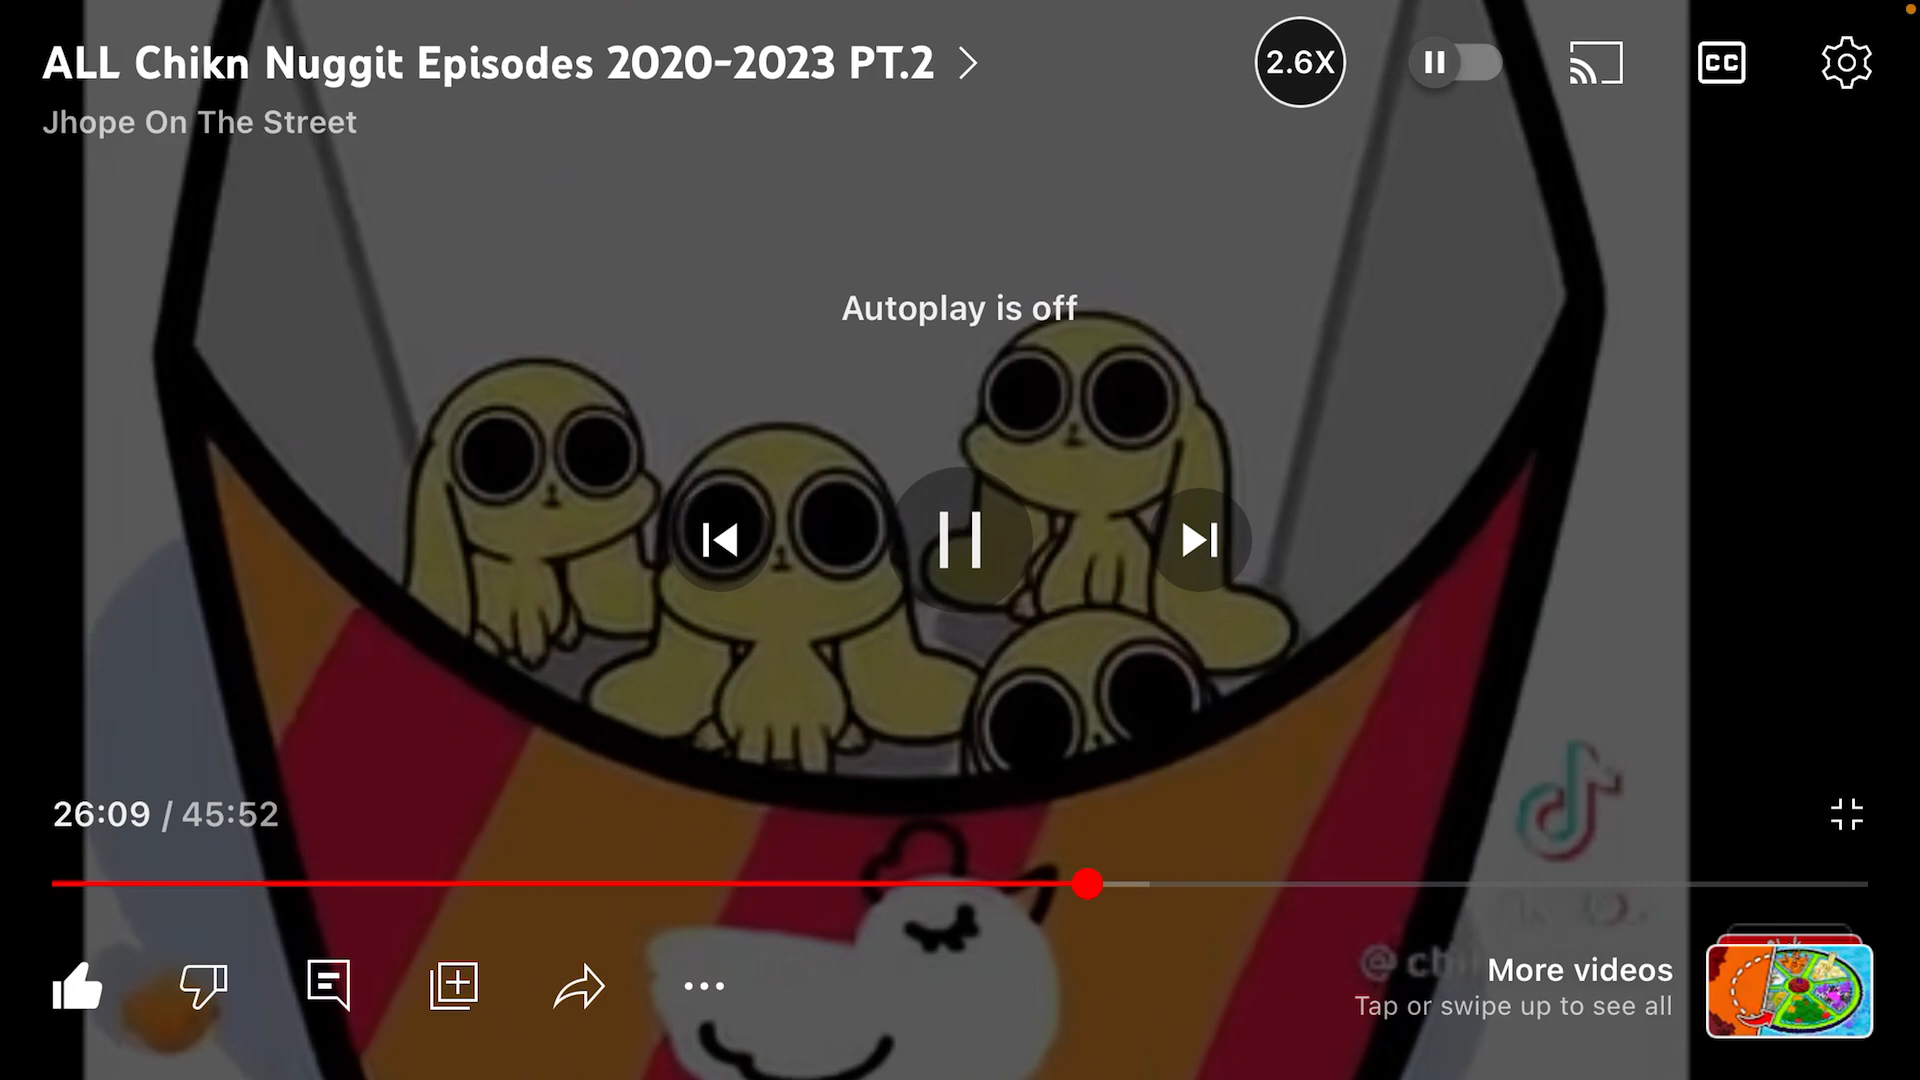 ALL Chikn Nuggit Episodes 2020-2023 PT.2
Jhope On The Street
2.6X
CC
Autoplay is off
26:09 / 45:52
More videos
Tap or swipe up to see all